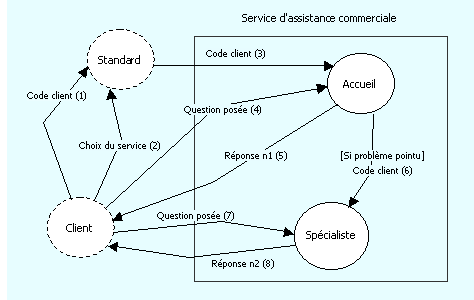 Service d'assistance commerciale
Standard
Code client (3)
Accueil
Code client (1)
Question posée (4)
Choix du service (2)
Réponse n1 (5)
[Si problème pointu]
Code client (6)
Client
Question posée (7)
Spécialiste
Réponse n2 (8)